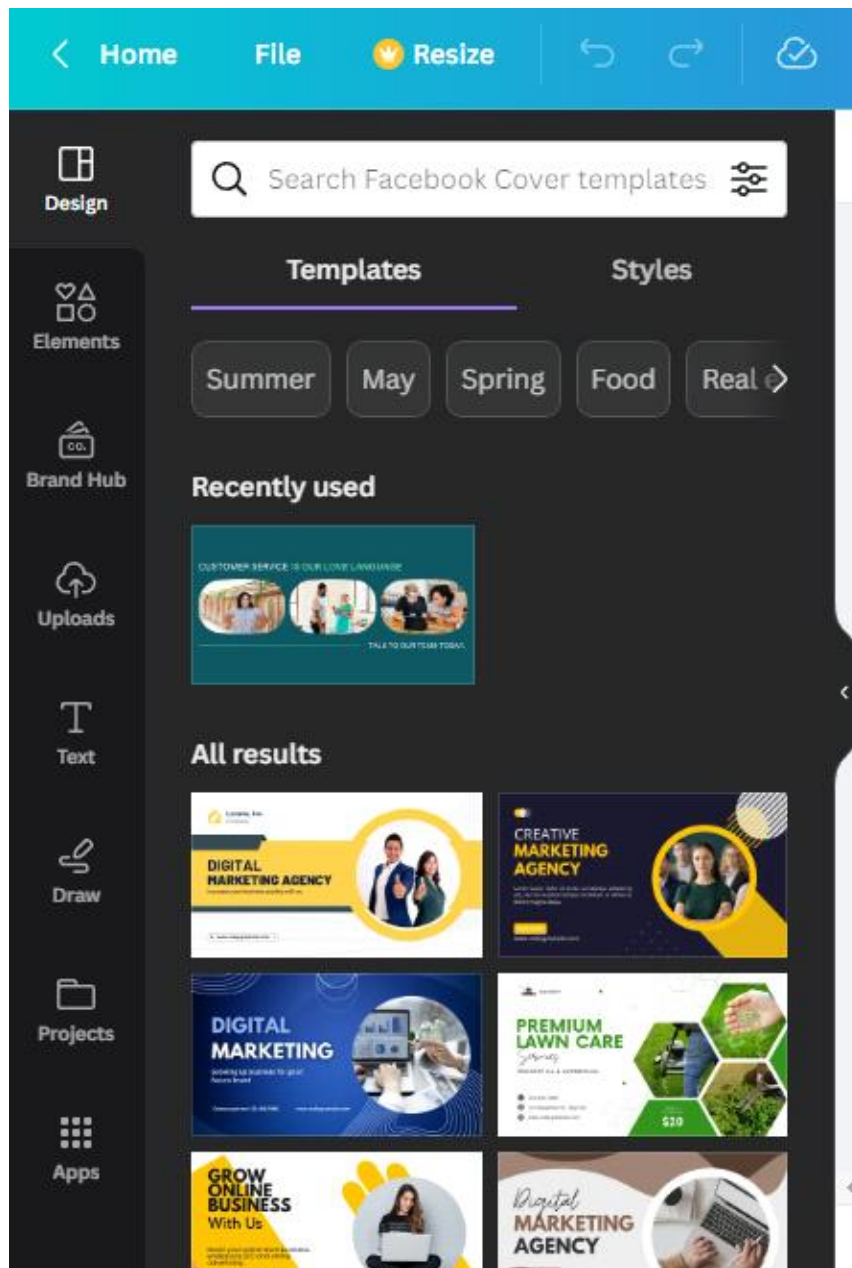 Home File Resize
Design
Search Facebook Cover templates
Templates Styles
Elements
Summer May Spring Food Real
CO.
Brand Hub
Recently used
CUSTOMER SERVICE IS OUR LOVE LANGUAGE
TALK TO OUR TEAM TODAY.
Uploads
Text
All results
DIGITAL
MARKETING AGENCY
CREATIVE
MARKETING
AGENCY
Draw
DIGITAL
MARKETING
PREMIUM
LAWN CARE
Services
$20
Projects
Apps
GROW
ONLINE
BUSINESS
With Us
Digital
MARKETING
AGENCY